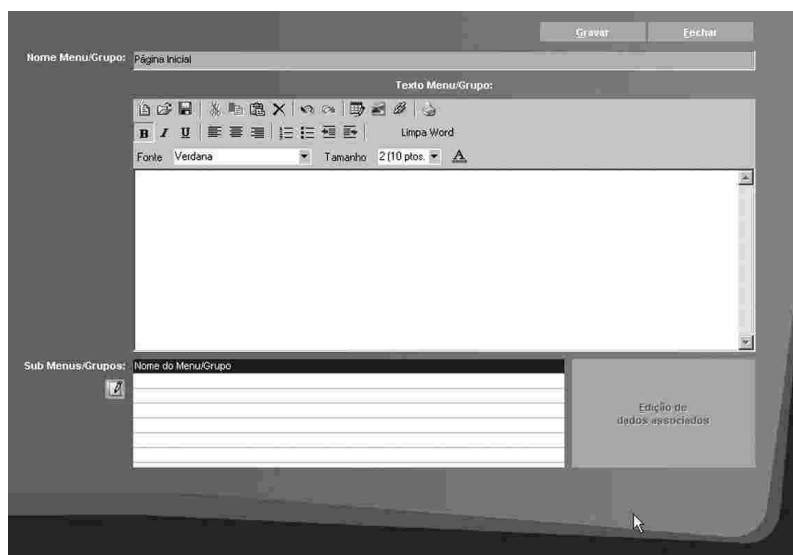 Gravar Fechar
Nome Menu/Grupo: Página Inicial
Texto Menu/Grupo:
B I U Limpa Word
Fonte Verdana Tamanho 2 (10 ptos. A
Sub Menus/Grupos: Nome do Menu/Grupo
Edição de
dados associados